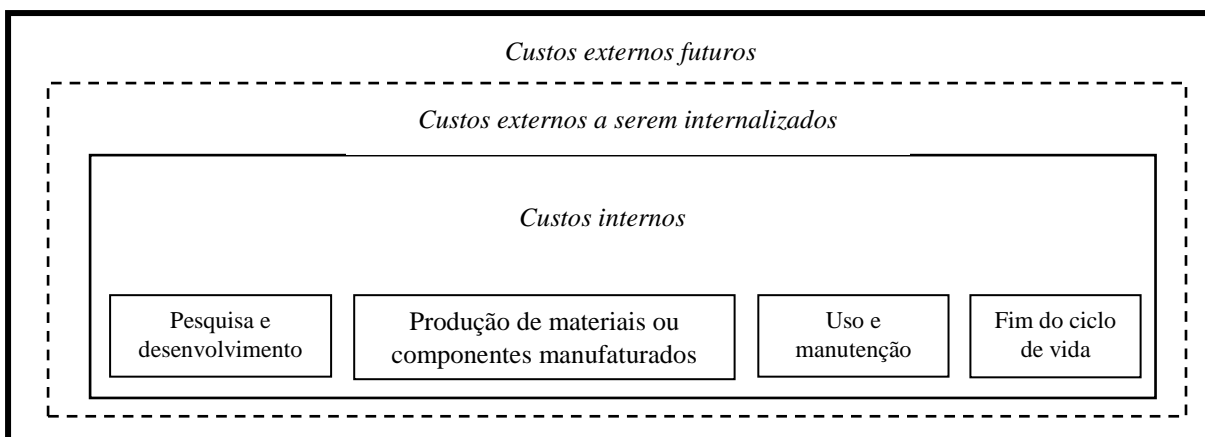 Custos externos futuros
Custos externos a serem internalizados
Custos internos
Pesquisa e
desenvolvimento
Produção de materiais ou
componentes manufaturados
Uso e
manutenção
Fim do ciclo
de vida